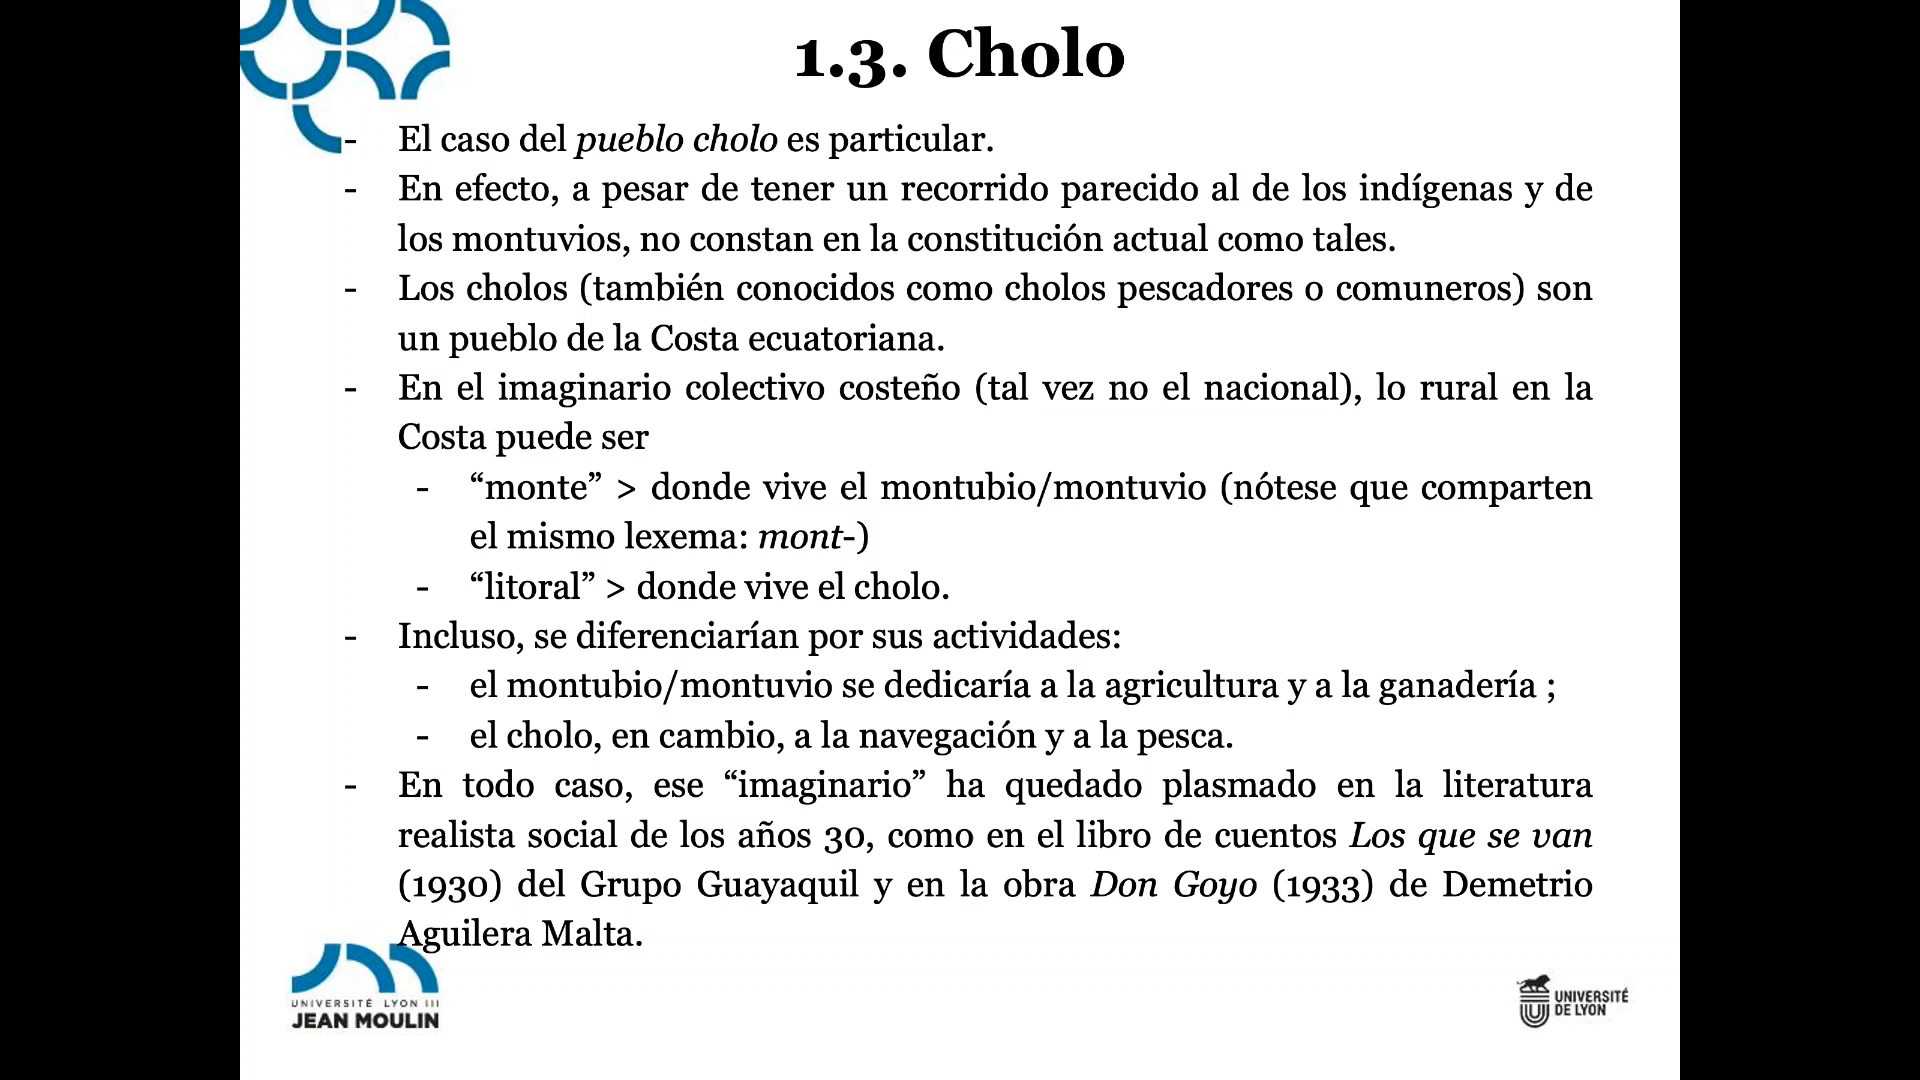 1.3. Cholo
- El caso del pueblo cholo es particular.
- En efecto, a pesar de tener un recorrido parecido al de los indígenas y de
los montuvios, no constan en la constitución actual como tales.
- Los cholos (también conocidos como cholos pescadores o comuneros) son
un pueblo de la Costa ecuatoriana.
- En el imaginario colectivo costeño (tal vez no el nacional), lo rural en la
Costa puede ser
- “monte” > donde vive el montubio/montuvio (nótese que comparten
el mismo lexema: mont-)
- “litoral” > donde vive el cholo.
- Incluso, se diferenciarían por sus actividades:
- el montubio/montuvio se dedicaría a la agricultura y a la ganadería ;
- el cholo, en cambio, a la navegación y a la pesca.
- En todo caso, ese “imaginario” ha quedado plasmado en la literatura
realista social de los años 30, como en el libro de cuentos Los que se van
(1930) del Grupo Guayaquil y en la obra Don Goyo (1933) de Demetrio
Aguilera Malta.
UNIVERSITÉ LYON III
JEAN MOULIN
UNIVERSITÉ
DE LYON